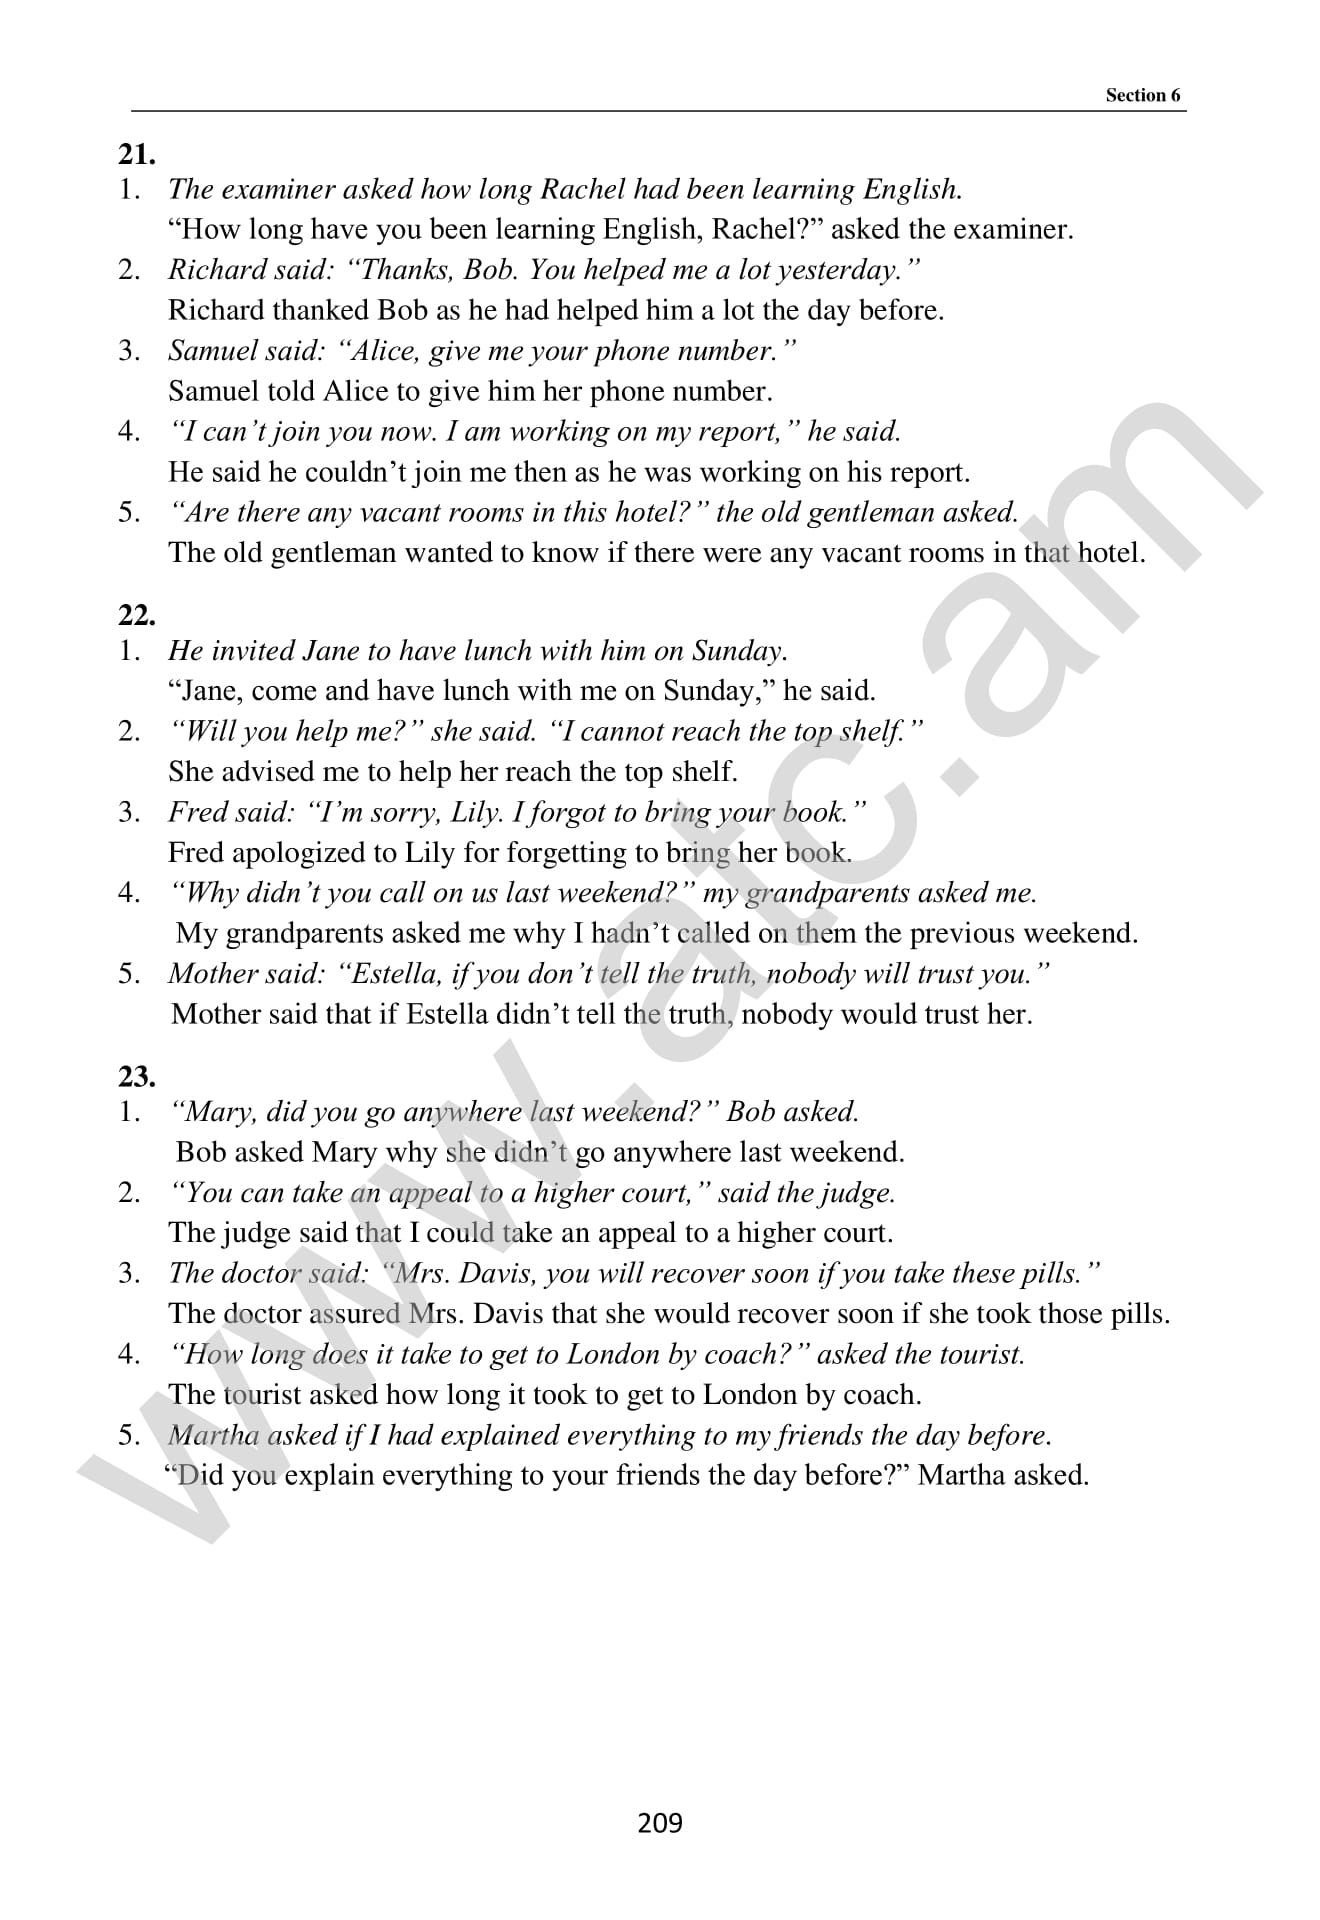 Section 6
21.
1. The examiner asked how long Rachel had been learning English.
“How long have you been learning English, Rachel?” asked the examiner.
2. Richard said: “Thanks, Bob. You helped me a lot yesterday.”
Richard thanked Bob as he had helped him a lot the day before.
3. Samuel said: “Alice, give me your phone number.”
Samuel told Alice to give him her phone number.
4. “I can’t join you now. I am working on my report,” he said.
He said he couldn’t join me then as he was working on his report.
5. “Are there any vacant rooms in this hotel?” the old gentleman asked.
The old gentleman wanted to know if there were any vacant rooms in that hotel.
22.
1. He invited Jane to have lunch with him on Sunday.
“Jane, come and have lunch with me on Sunday,” he said.
2. “Will you help me?” she said. “I cannot reach the top shelf.”
She advised me to help her reach the top shelf.
3. Fred said: “I’m sorry, Lily. I forgot to bring your book.”
Fred apologized to Lily for forgetting to bring her book.
4. “Why didn’t you call on us last weekend?” my grandparents asked me.
My grandparents asked me why I hadn’t called on them the previous weekend.
5. Mother said: “Estella, if you don’t tell the truth, nobody will trust you.”
Mother said that if Estella didn’t tell the truth, nobody would trust her.
23.
1. “Mary, did you go anywhere last weekend?” Bob asked.
Bob asked Mary why she didn’t go anywhere last weekend.
2. “You can take an appeal to a higher court,” said the judge.
The judge said that I could take an appeal to a higher court.
3. The doctor said: “Mrs. Davis, you will recover soon if you take these pills.”
The doctor assured Mrs. Davis that she would recover soon if she took those pills.
4. “How long does it take to get to London by coach?” asked the tourist.
The tourist asked how long it took to get to London by coach.
5. Martha asked if I had explained everything to my friends the day before.
“Did you explain everything to your friends the day before?” Martha asked.
209
www.atc.am